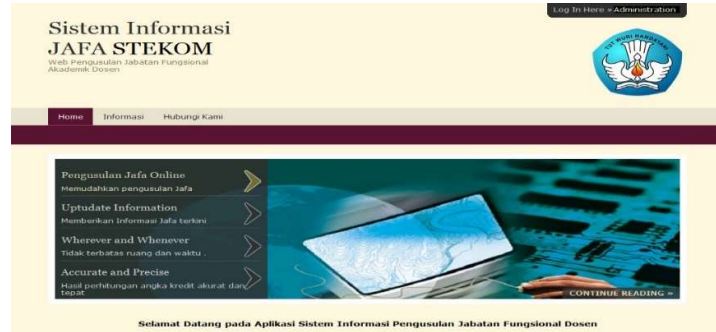 Log In Here » Administration
Sistem Informasi
JAFA STEKOM
Web Pengusulan Jabatan Fungsional
Akademik Dosen
TUT WURI HANDAYANI
Home Informasi Hubungi Kami
Pengusulan Jafa Online
Memudahkan pengusulan Jafa
Uptudate Information
Memberikan Informasi Jafa terkini
Wherever and Whenever
Tidak terbatas ruang dan waktu .
Accurate and Precise
Hasil perhitungan angka kredit akurat dan
tepat
CONTINUE READING »
Selamat Datang pada Aplikasi Sistem Informasi Pengusulan Jabatan Fungsional Dosen